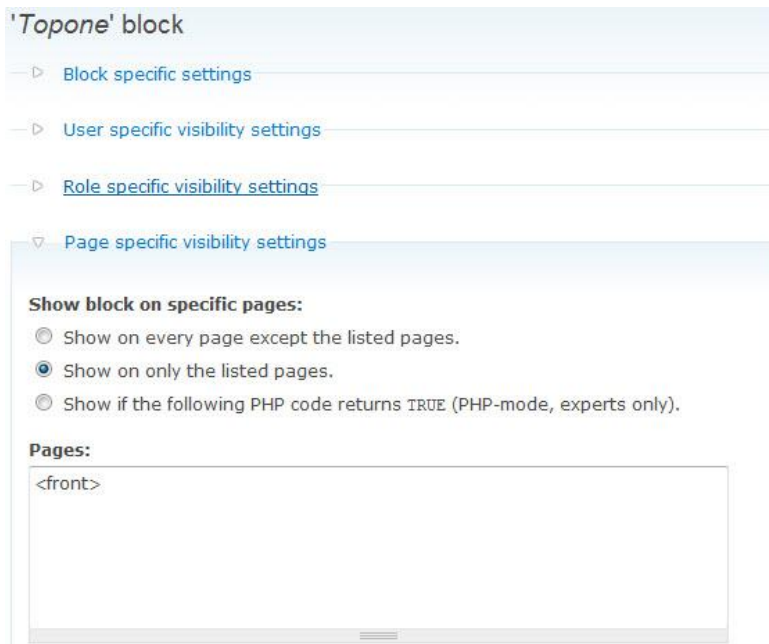 'Topone' block
Block specific settings
User specific visibility settings
Role specific visibility settings
Page specific visibility settings
Show block on specific pages:
Show on every page except the listed pages.
Show on only the listed pages.
Show if the following PHP code returns TRUE (PHP-mode, experts only).
Pages:
<front>